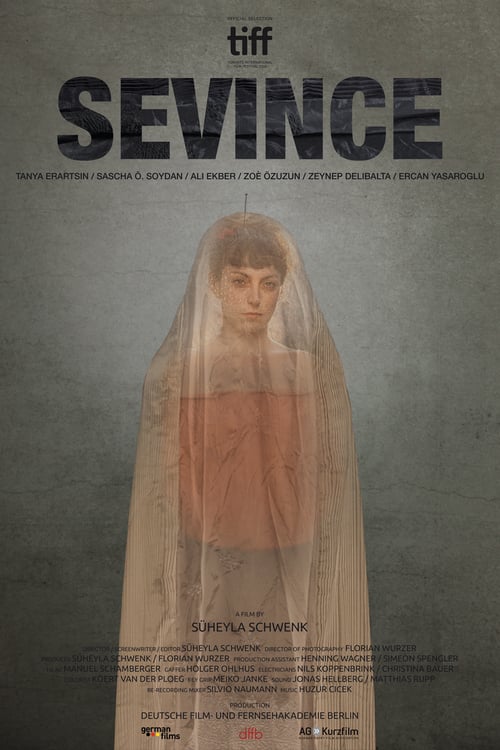 OFFICIAL SELECTION
tiff
TORONTO INTERNATIONAL
SEVINCE
TANYA ERARTSIN / SASCHA Ö. SOYDAN / ALI EKBER / ZOÈ ÖZUZUN / ZEYNEP DELIBALTA / ERCAN YASAROGLU
A FILM BY
SÜHEYLA SCHWENK
DIRECTOR / SCREENWRITER / EDITOR SÜHEYLA SCHWENK DIRECTOR OF PHOTOGRAPHY FLORIAN WURZER
PRODUCER SÜHEYLA SCHWENK / FLORIAN WURZER PRODUCTION ASSISTANT HENNING WAGNER / SIMEON SPENGLER
MANUEL SCHAMBERGER GAFFER HOLGER OHLHUS ELECTRICIANS NILS KOPPENBRINK / CHRISTINA BAUER
KOERT VAN DER PLOEG KEY GRIP MEIKO JANKE SOUND JONAS HELLBERG / MATTHIAS RUPP
RE-RECORDING MIXER SILVIO NAUMANN MUSIC HUZUR CICEK
PRODUCTION
DEUTSCHE FILM- UND FERNSEHAKADEMIE BERLIN
german films
dffb
AG Kurzfilm